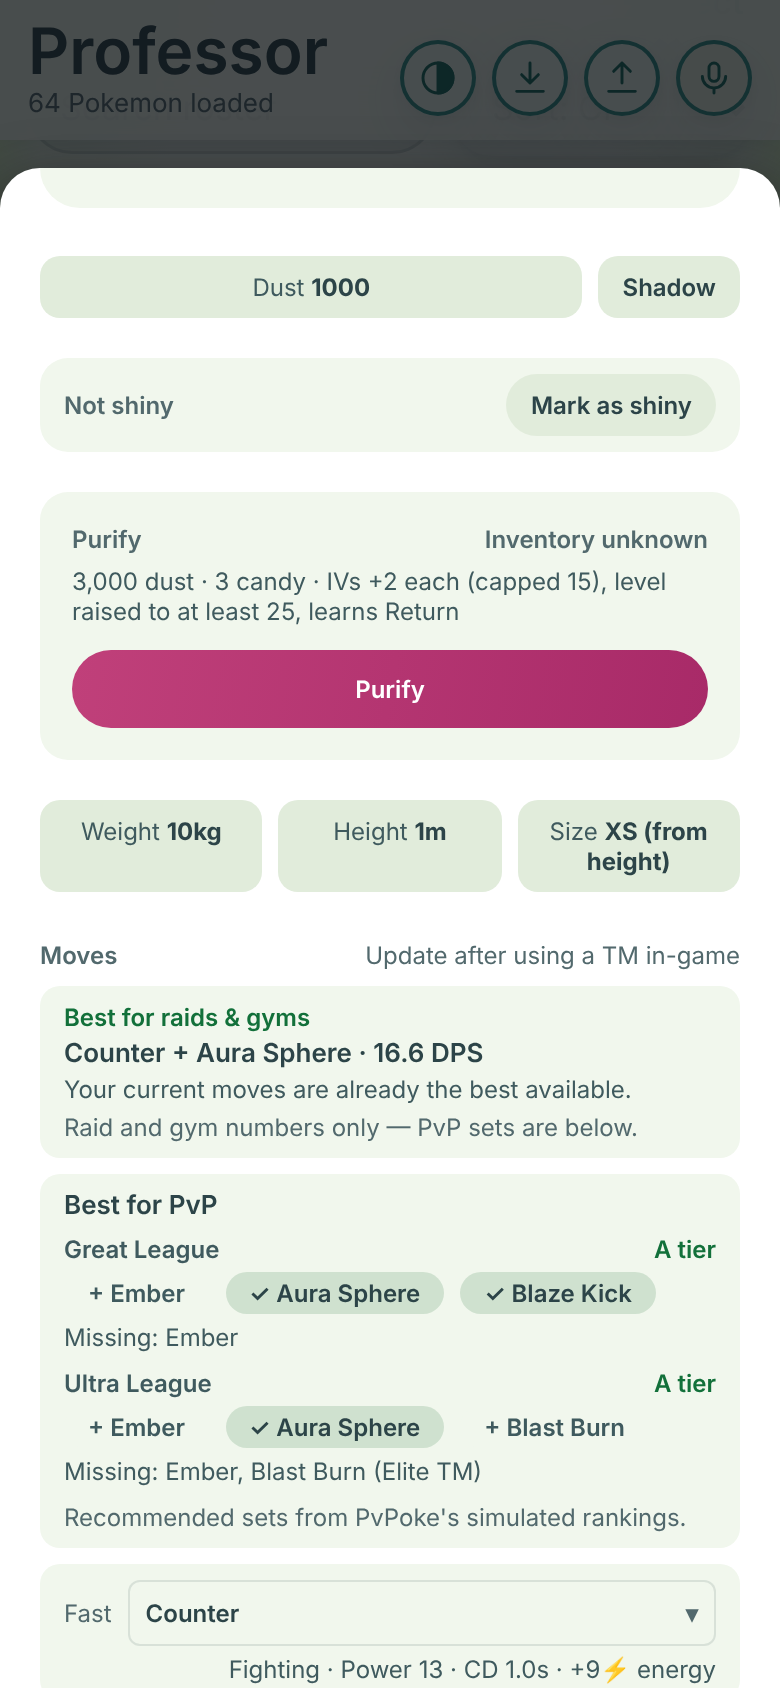 Professor
64 Pokemon loaded
Dust 1000
Shadow
Not shiny
Mark as shiny
Purify
Inventory unknown
3,000 dust · 3 candy · IVs +2 each (capped 15), level
raised to at least 25, learns Return
Purify
Weight 10kg
Height 1m
Size XS (from
height)
Moves
Update after using a TM in-game
Best for raids & gyms
Counter + Aura Sphere · 16.6 DPS
Your current moves are already the best available.
Raid and gym numbers only — PvP sets are below.
Best for PvP
Great League
A tier
+ Ember
✓ Aura Sphere
✓ Blaze Kick
Missing: Ember
Ultra League
A tier
+ Ember
✓ Aura Sphere
+ Blast Burn
Missing: Ember, Blast Burn (Elite TM)
Recommended sets from PvPoke's simulated rankings.
Fast
Counter
Fighting · Power 13 · CD 1.0s · +9⚡ energy